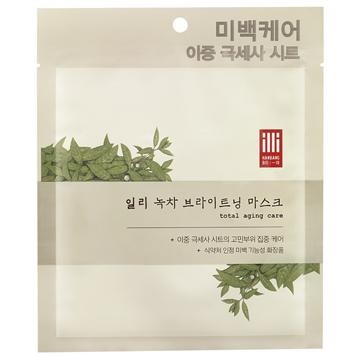 미백케어
이중 극세사 시트
illi
HANBANG
일리 녹차 브라이트닝 마스크
total aging care
+ 이중 극세사 시트의 고민부위 집중 케어
+ 식약처 인정 미백 기능성 화장품